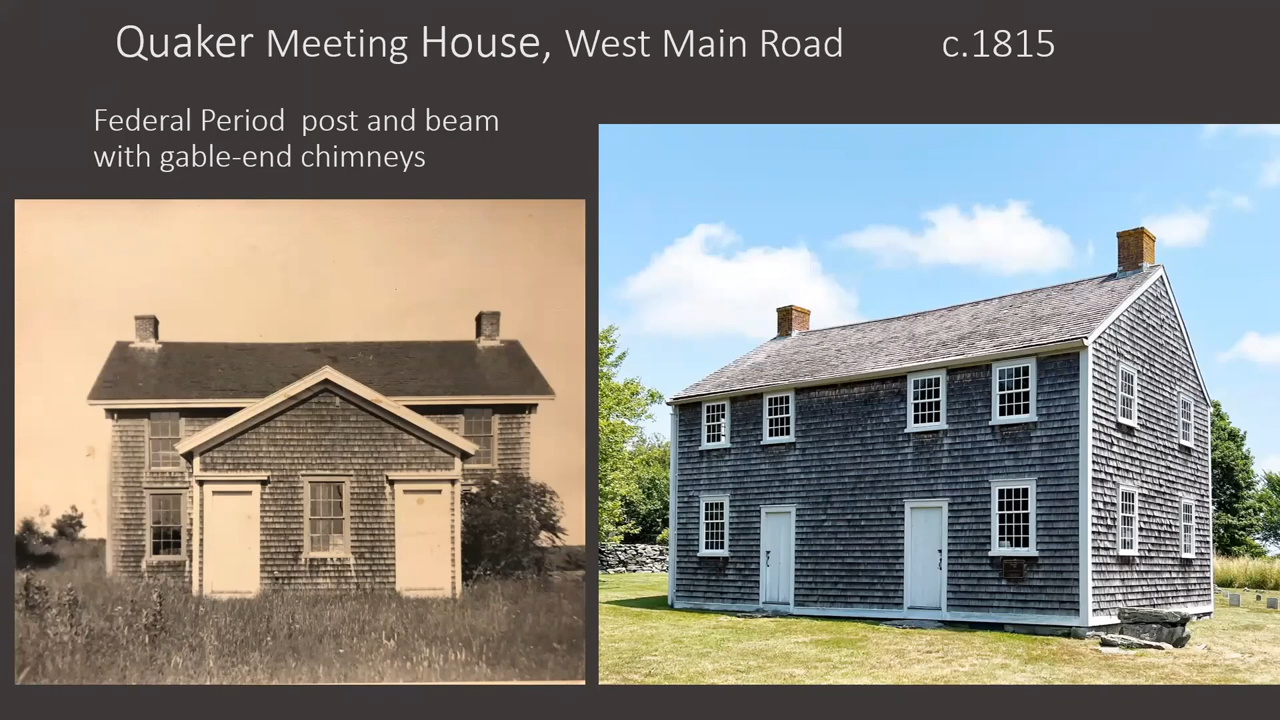 Quaker Meeting House, West Main Road c.1815
Federal Period post and beam
with gable-end chimneys